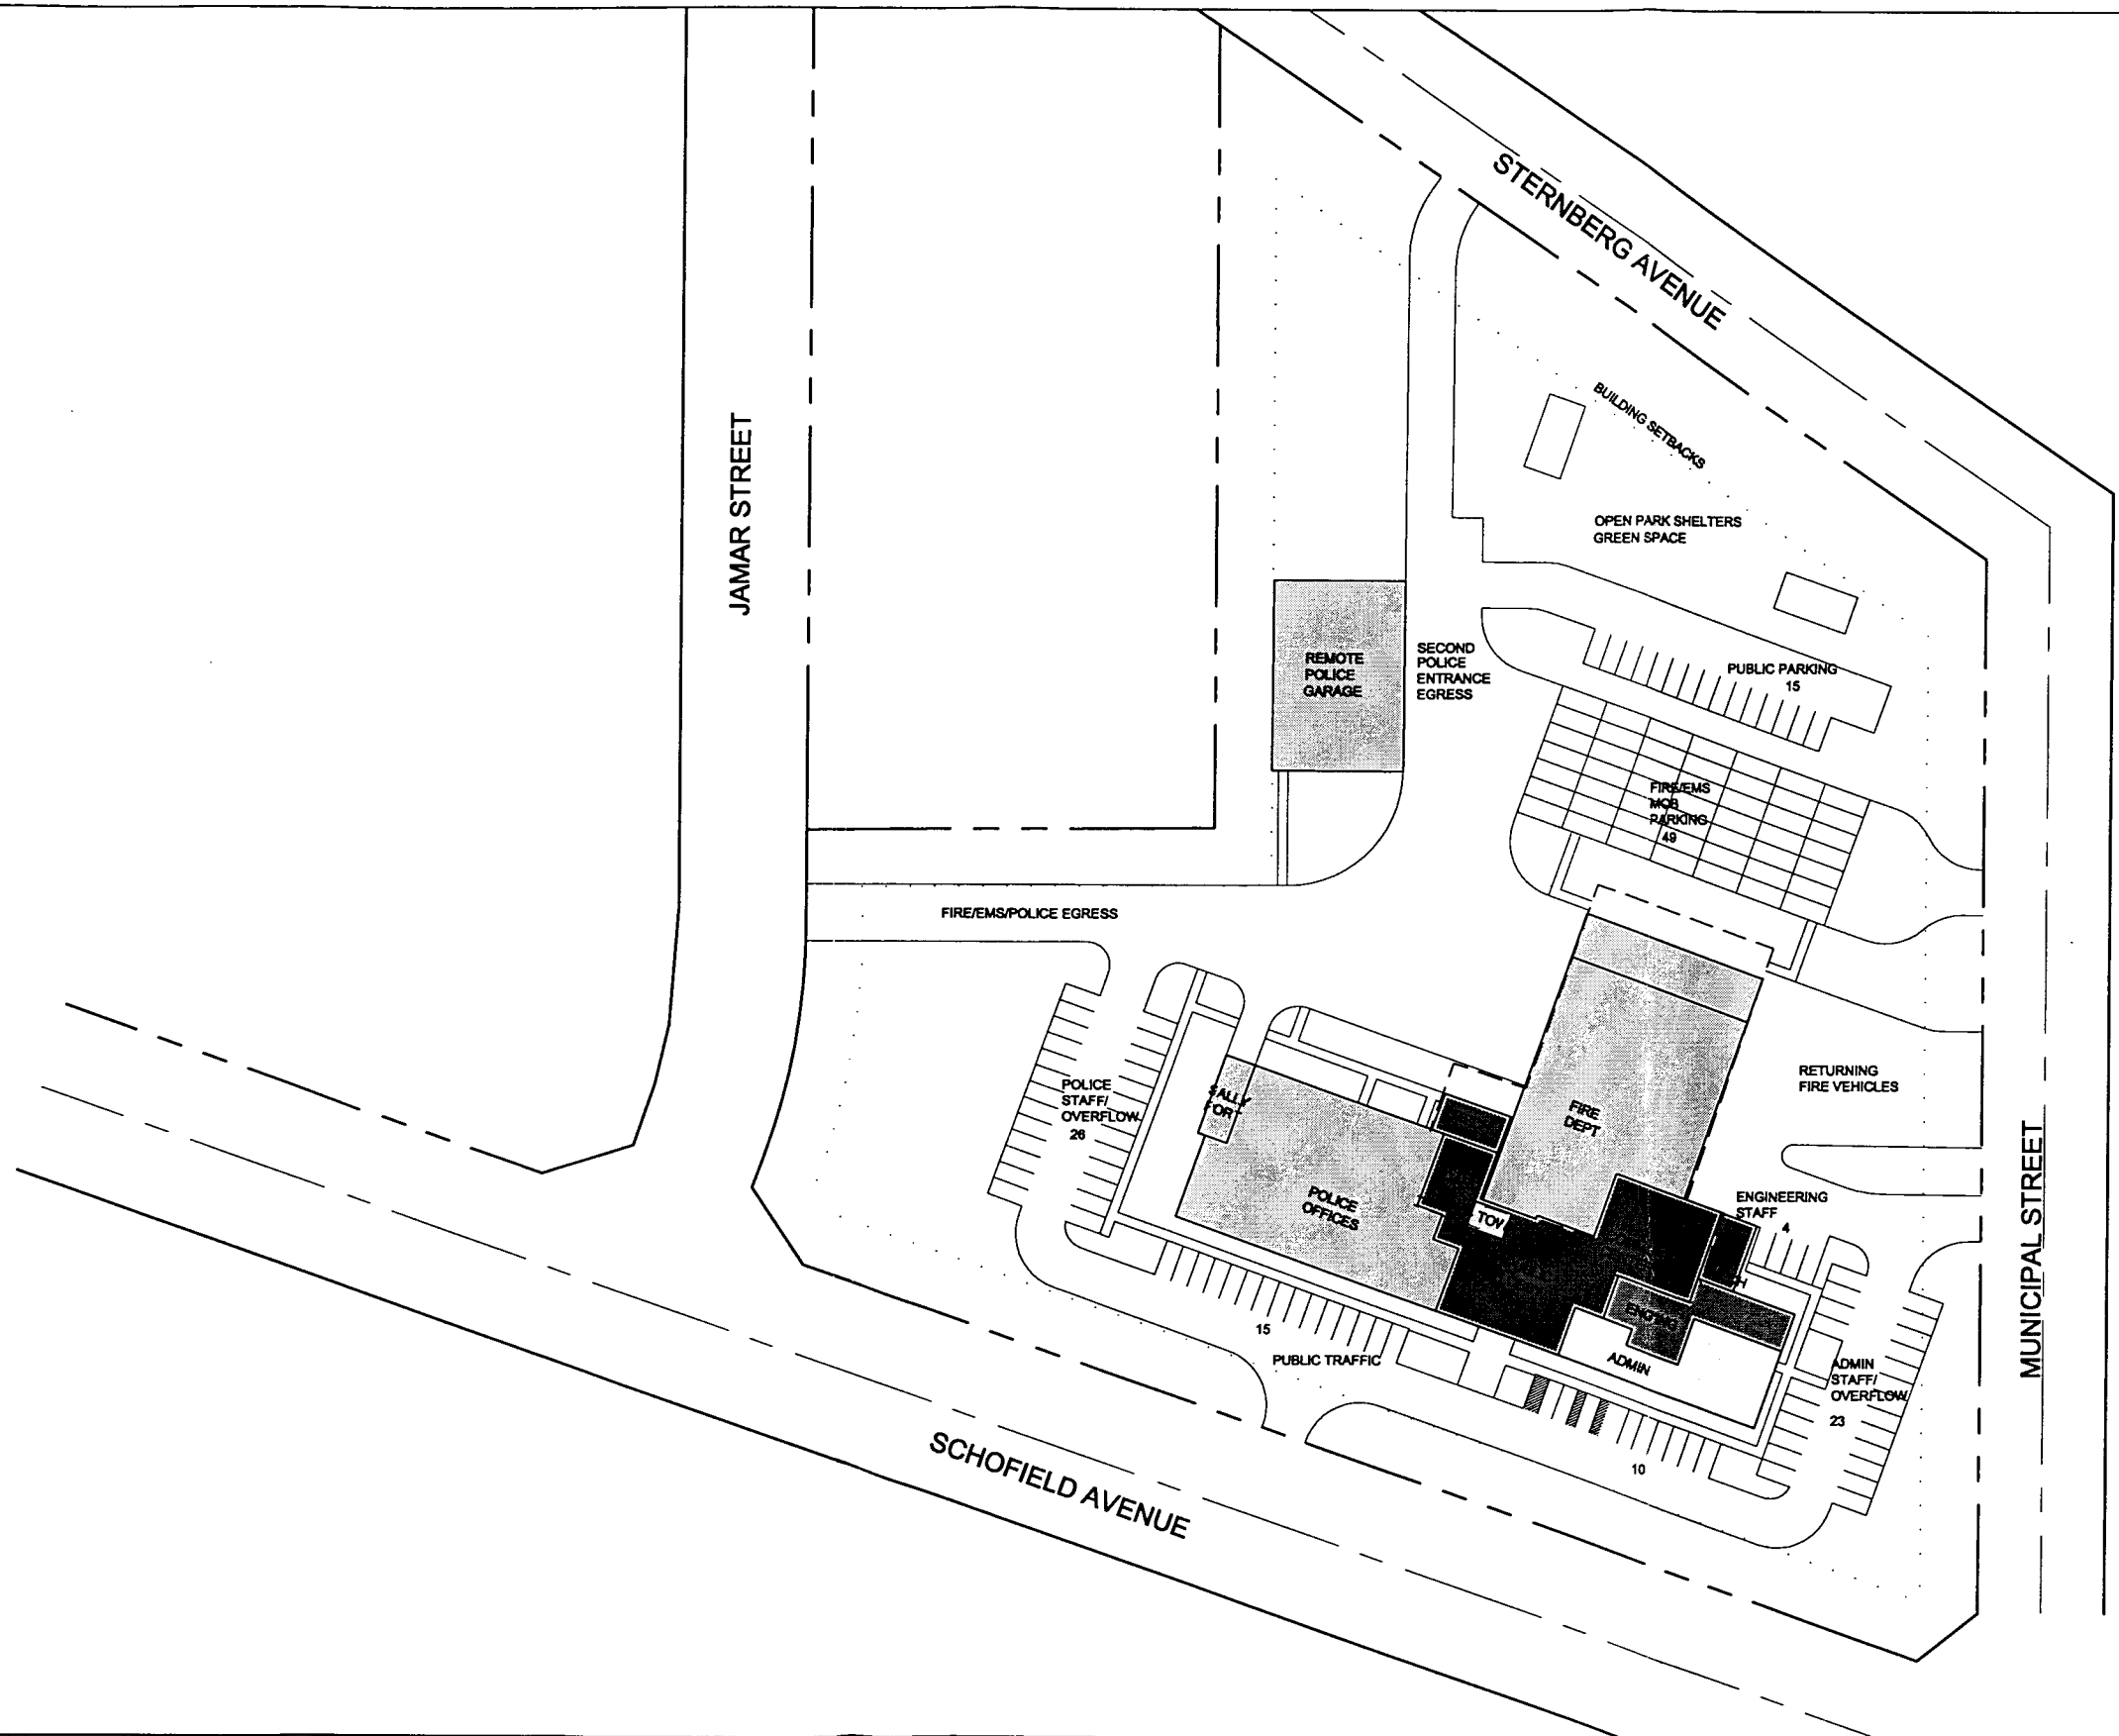 STERNBERG AVENUE
JAMAR STREET
BUILDING SETBACKS
OPEN PARK SHELTERS
GREEN SPACE
REMOTE
POLICE
GARAGE
SECOND
POLICE
ENTRANCE
EGRESS
PUBLIC PARKING
15
FIRE/EMS
MOB
PARKING
49
FIRE/EMS/POLICE EGRESS
POLICE
STAFF/
OVERFLOW
26
SALLY
PORT
FIRE
DEPT
RETURNING
FIRE VEHICLES
POLICE
OFFICES
TOV
ENGINEERING
STAFF
4
ADMIN
ADMIN
STAFF/
OVERFLOW
23
15
PUBLIC TRAFFIC
10
MUNICIPAL STREET
SCHOFIELD AVENUE